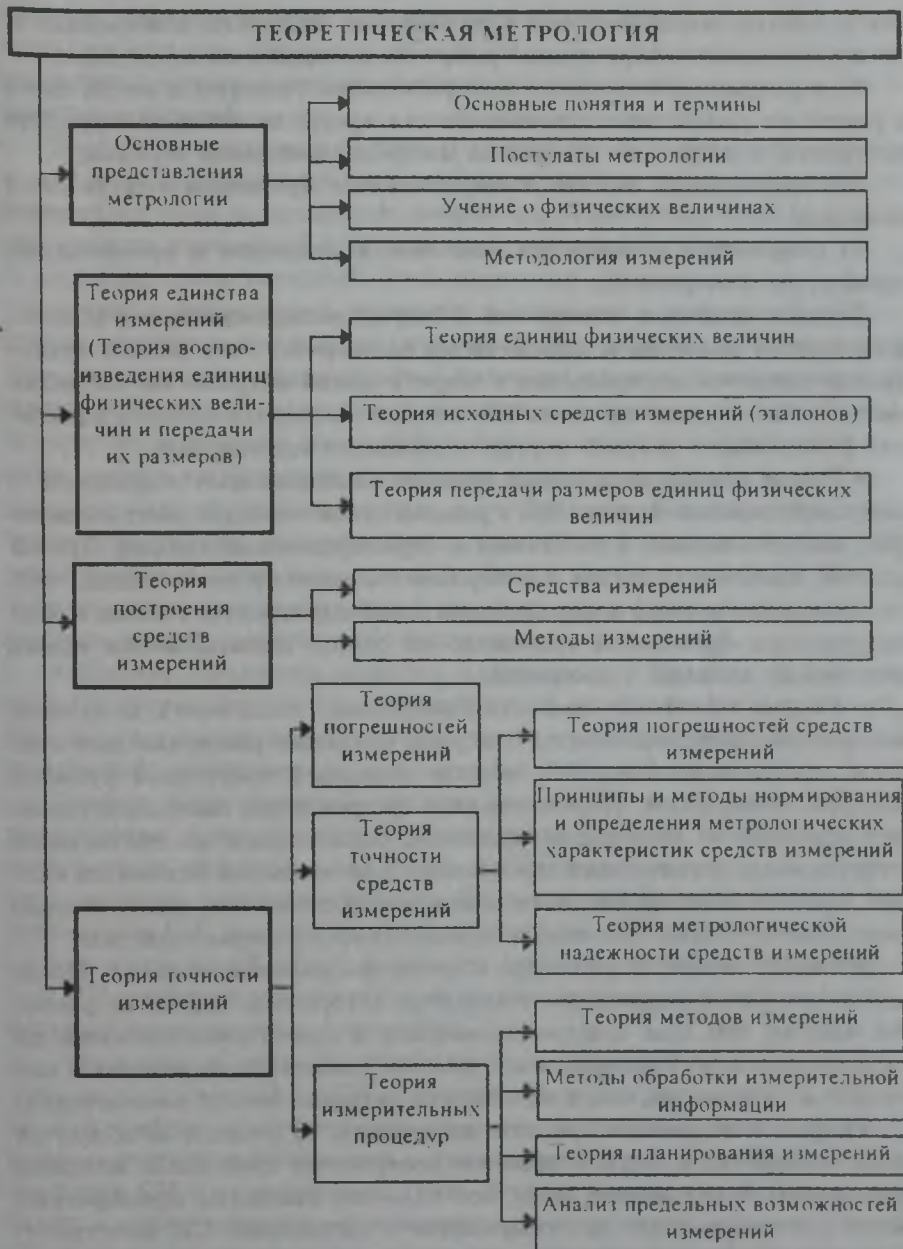 ТЕОРЕТИЧЕСКАЯ МЕТРОЛОГИЯ
Основные
представления
метрологии
Основные понятия и термины
Постулаты метрологии
Учение о физических величинах
Методология измерений
Теория единства
измерений
(Теория воспро-
изведения единиц
физических вели-
чин и передачи
их размеров)
Теория единиц физических величин
Теория исходных средств измерений (эталонов)
Теория передачи размеров единиц физических
величин
Теория
построения
средств
измерений
Средства измерений
Методы измерений
Теория точности
измерений
Теория
погрешностей
измерений
Теория
точности
средств
измерений
Теория погрешностей средств
измерений
Принципы и методы нормирования
и определения метрологических
характеристик средств измерений
Теория метрологической
надежности средств измерений
Теория
измерительных
процедур
Теория методов измерений
Методы обработки измерительной
информации
Теория планирования измерений
Анализ предельных возможностей
измерений